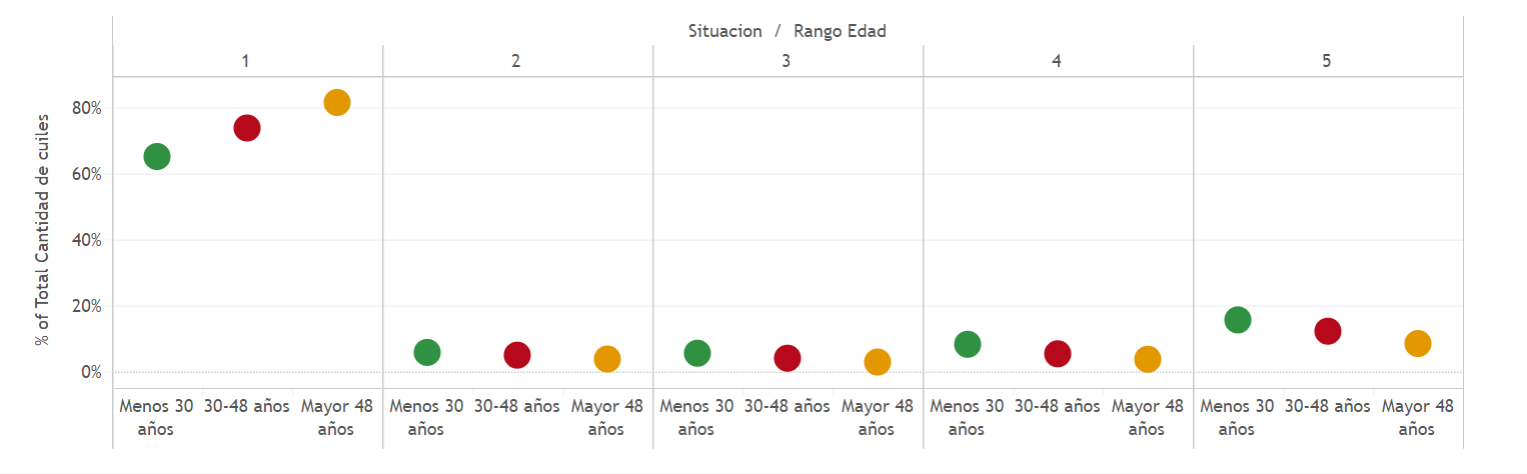 Situacion / Rango Edad
1 2 3 4 5
% of Total Cantidad de cuiles
80%
60%
40%
20%
0%
Menos 30 30-48 años Mayor 48 Menos 30 30-48 años Mayor 48 Menos 30 30-48 años Mayor 48 Menos 30 30-48 años Mayor 48 Menos 30 30-48 años Mayor 48
años años años años años años años años años años